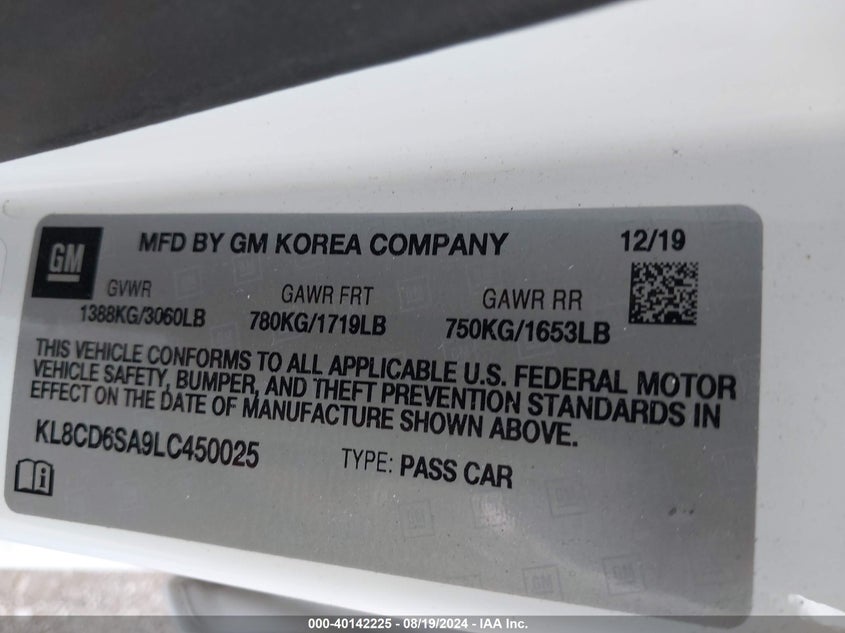 GM
MFD BY GM KOREA COMPANY
12/19
GVWR
1388KG/3060LB
GAWR FRT
780KG/1719LB
GAWR RR
750KG/1653LB
THIS VEHICLE CONFORMS TO ALL APPLICABLE U.S. FEDERAL MOTOR
VEHICLE SAFETY, BUMPER, AND THEFT PREVENTION STANDARDS IN
EFFECT ON THE DATE OF MANUFACTURE SHOWN ABOVE.
KL8CD6SA9LC450025
TYPE: PASS CAR
000-40142225 - 08/19/2024 - IAA Inc.